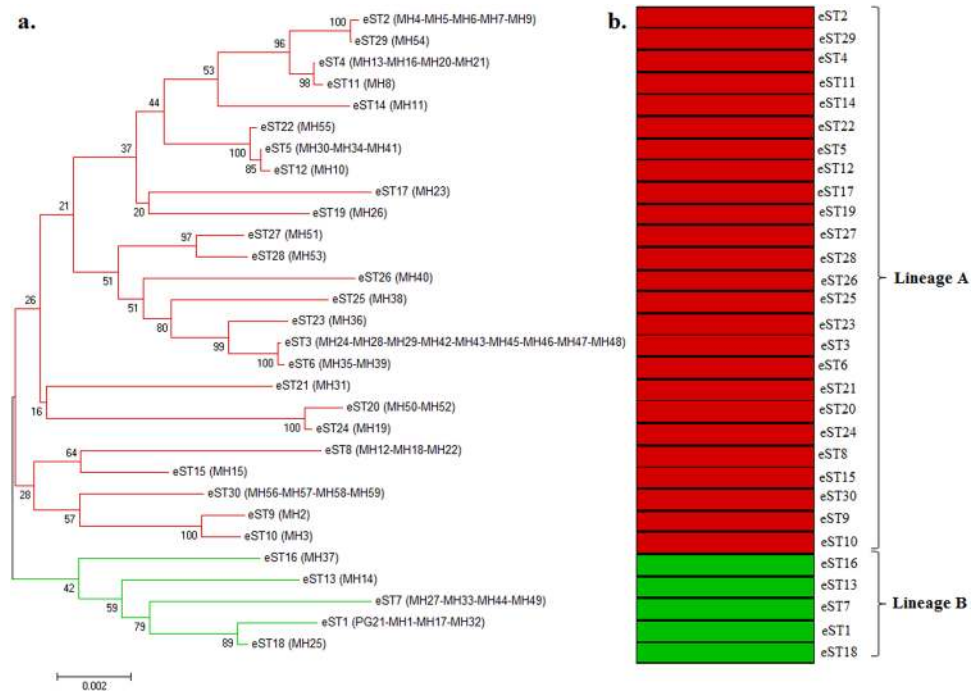 a.
eST2 (MH4-MH5-MH6-MH7-MH9)
100
eST29 (MH54)
96
eST4 (MH13-MH16-MH20-MH21)
53
98
eST11 (MH8)
44
eST14 (MH11)
eST22 (MH55)
eST5 (MH30-MH34-MH41)
37
100
85
eST12 (MH10)
eST17 (MH23)
21
20
eST19 (MH26)
eST27 (MH51)
97
eST28 (MH53)
51
eST26 (MH40)
26
51
eST25 (MH38)
80
eST23 (MH36)
99
eST3 (MH24-MH28-MH29-MH42-MH43-MH45-MH46-MH47-MH48)
100
eST6 (MH35-MH39)
eST21 (MH31)
16
eST20 (MH50-MH52)
100
eST24 (MH19)
64
eST8 (MH12-MH18-MH22)
eST15 (MH15)
28
eST30 (MH56-MH57-MH58-MH59)
57
eST9 (MH2)
100
eST10 (MH3)
eST16 (MH37)
42
eST13 (MH14)
59
eST7 (MH27-MH33-MH44-MH49)
79
eST1 (PG21-MH1-MH17-MH32)
89
eST18 (MH25)
0.002
b.
eST2
eST29
eST4
eST11
eST14
eST22
eST5
eST12
eST17
eST19
eST27
eST28
eST26
eST25
eST23
eST3
eST6
eST21
eST20
eST24
eST8
eST15
eST30
eST9
eST10
eST16
eST13
eST7
eST1
eST18
Lineage A
Lineage B